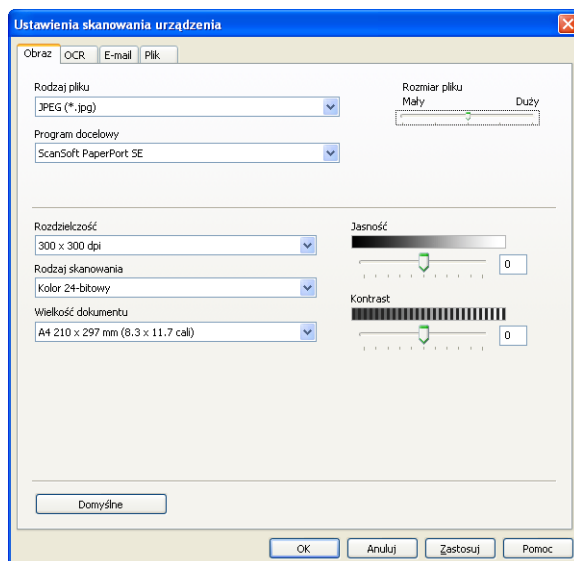 Ustawienia skanowania urządzenia
Obraz OCR E-mail Plik
Rodzaj pliku
JPEG (*.jpg)
Rozmiar pliku
Mały Duży
Program docelowy
ScanSoft PaperPort SE
Rozdzielczość
300 x 300 dpi
Rodzaj skanowania
Kolor 24-bitowy
Wielkość dokumentu
A4 210 x 297 mm (8.3 x 11.7 cali)
Jasność
0
Kontrast
0
Domyślne
OK Anuluj Zastosuj Pomoc